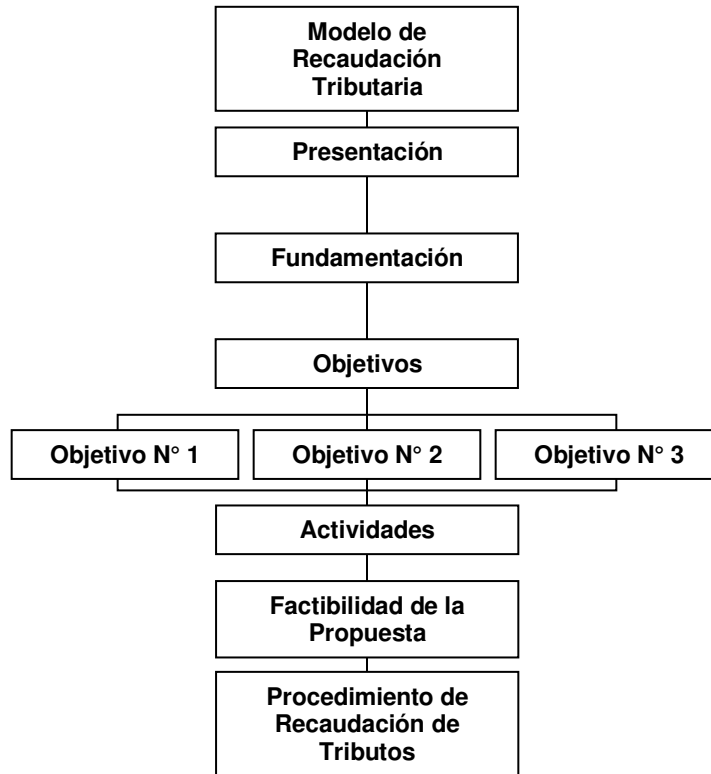 Modelo de
Recaudación
Tributaria
Presentación
Fundamentación
Objetivos
Objetivo N° 1
Objetivo N° 2
Objetivo N° 3
Actividades
Factibilidad de la
Propuesta
Procedimiento de
Recaudación de
Tributos